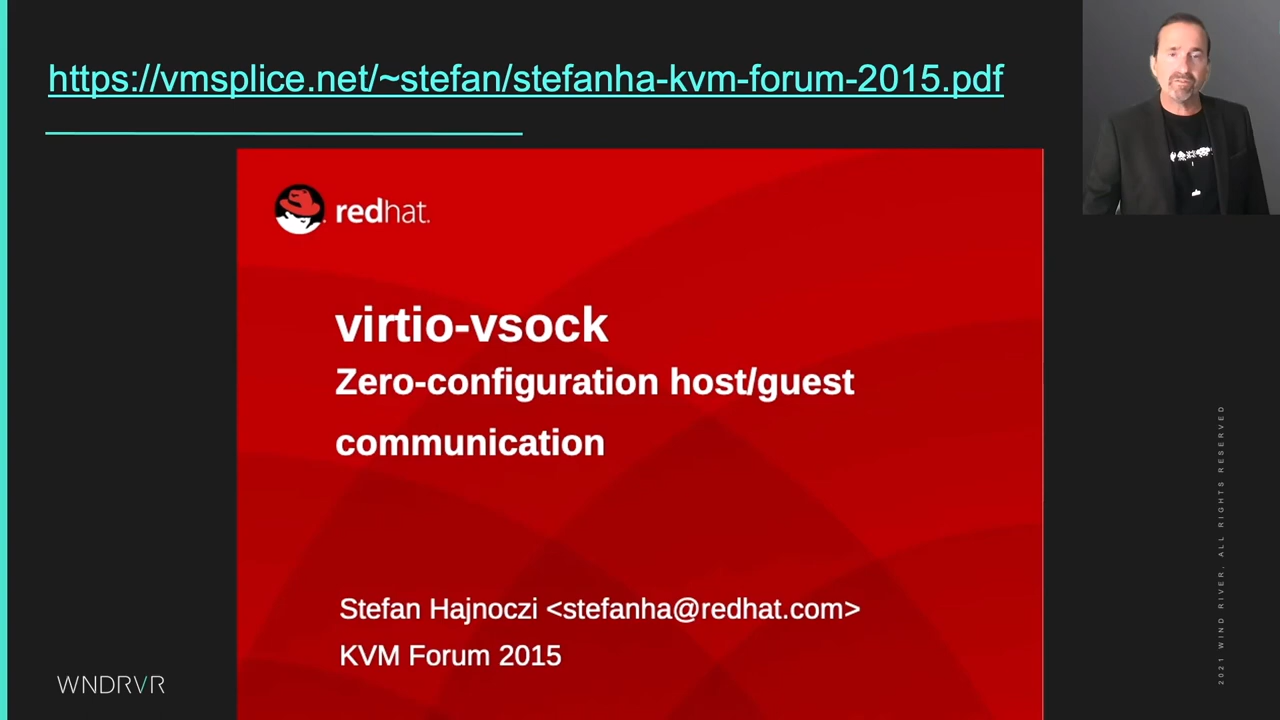 https://vmsplice.net/~stefan/stefanha-kvm-forum-2015.pdf
redhat.
virtio-vsock
Zero-configuration host/guest
communication
Stefan Hajnoczi <stefanha@redhat.com>
KVM Forum 2015
WNDRVR
2021 WIND RIVER, ALL RIGHTS RESERVED